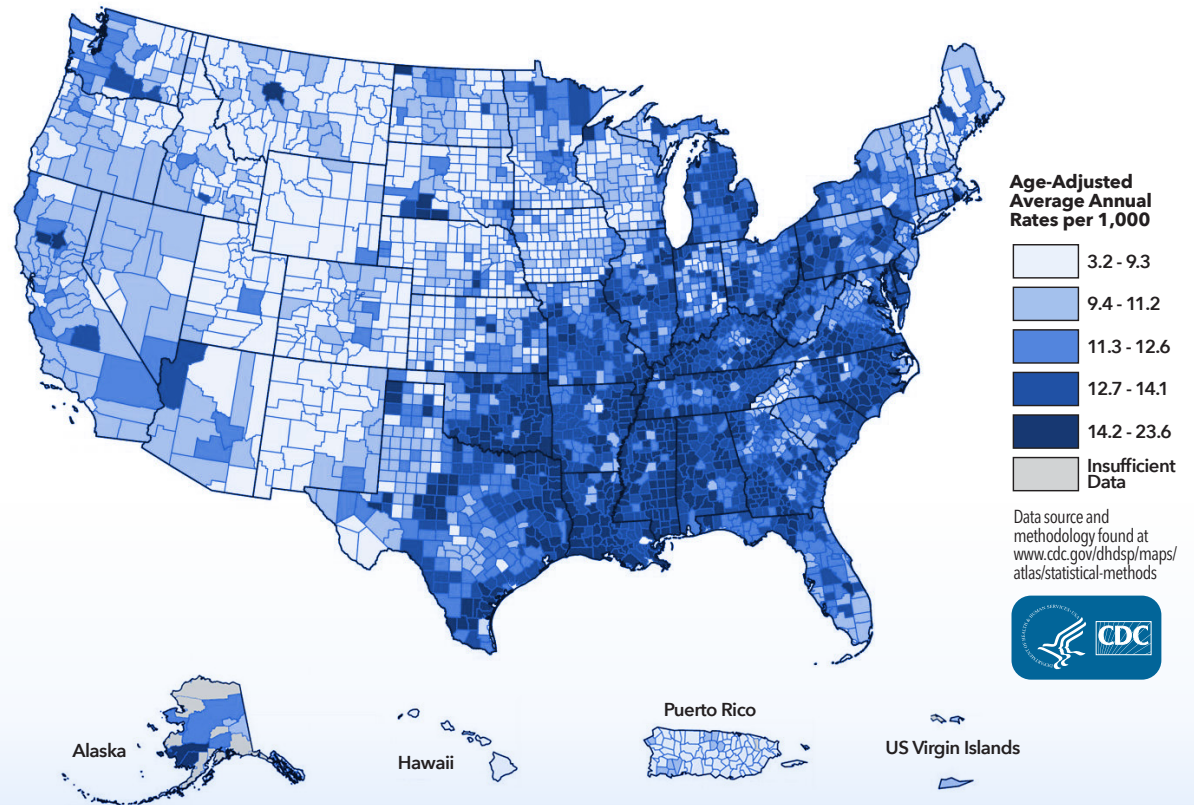 Age-Adjusted
Average Annual
Rates per 1,000
3.2 - 9.3
9.4 - 11.2
11.3 - 12.6
12.7 - 14.1
14.2 - 23.6
Insufficient
Data
Data source and
methodology found at
www.cdc.gov/dhdsp/maps/
atlas/statistical-methods
CDC
Alaska
Hawaii
Puerto Rico
US Virgin Islands